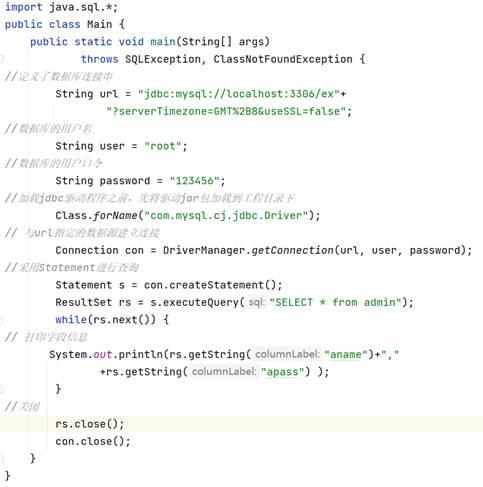 import java.sql.*;
public class Main {
    public static void main(String[] args)
            throws SQLException, ClassNotFoundException {
//定义了数据库连接串
        String url = "jdbc:mysql://localhost:3306/ex"+
                "?serverTimezone=GMT%2B8&useSSL=false";
//数据库的用户名
        String user = "root";
//数据库的用户口令
        String password = "123456";
//加载jdbc驱动程序之前，先将驱动jar包加载到工程目录下
        Class.forName("com.mysql.cj.jdbc.Driver");
// 与url指定的数据源建立连接
        Connection con = DriverManager.getConnection(url, user, password);
//采用Statement进行查询
        Statement s = con.createStatement();
        ResultSet rs = s.executeQuery( sql: "SELECT * from admin");
        while(rs.next()) {
// 打印字段信息
       System.out.println(rs.getString( columnLabel: "aname")+","
               +rs.getString( columnLabel: "apass") );
        }
//关闭
        rs.close();
        con.close();
    }
}